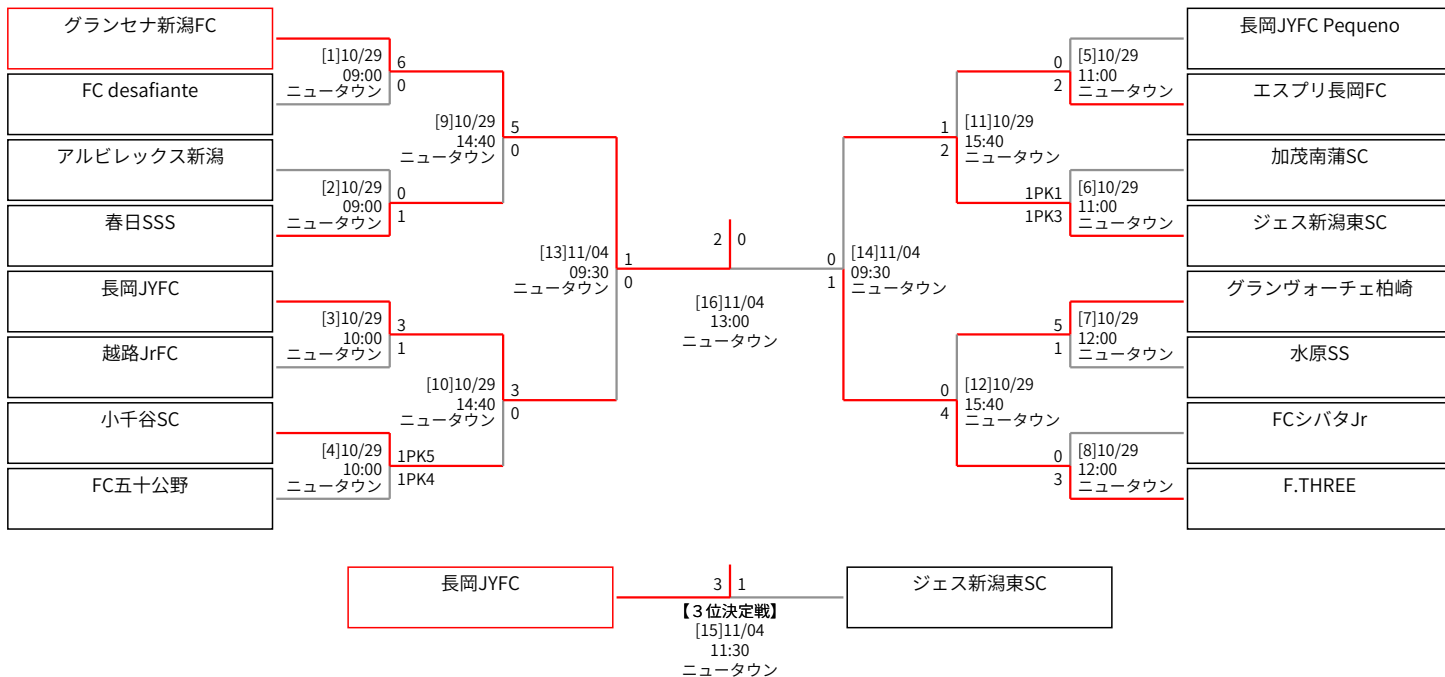 グランセナ新潟FC
FC desafiante
アルビレックス新潟
春日SSS
長岡JYFC
越路JrFC
小千谷SC
FC五十公野
[1]10/29
09:00
ニュータウン
6
0
[2]10/29
09:00
ニュータウン
0
1
[3]10/29
10:00
ニュータウン
3
1
[4]10/29
10:00
ニュータウン
1PK5
1PK4
[9]10/29
14:40
ニュータウン
5
0
[10]10/29
14:40
ニュータウン
3
0
[13]11/04
09:30
ニュータウン
1
0
2
0
[16]11/04
13:00
ニュータウン
0
1
[14]11/04
09:30
ニュータウン
1
2
[11]10/29
15:40
ニュータウン
0
4
[12]10/29
15:40
ニュータウン
0
2
[5]10/29
11:00
ニュータウン
1PK1
1PK3
[6]10/29
11:00
ニュータウン
5
1
[7]10/29
12:00
ニュータウン
0
3
[8]10/29
12:00
ニュータウン
長岡JYFC Pequeno
エスプリ長岡FC
加茂南蒲SC
ジェス新潟東SC
グランヴォーチェ柏崎
水原SS
FCシバタJr
F.THREE
長岡JYFC
3
1
ジェス新潟東SC
【３位決定戦】
[15]11/04
11:30
ニュータウン